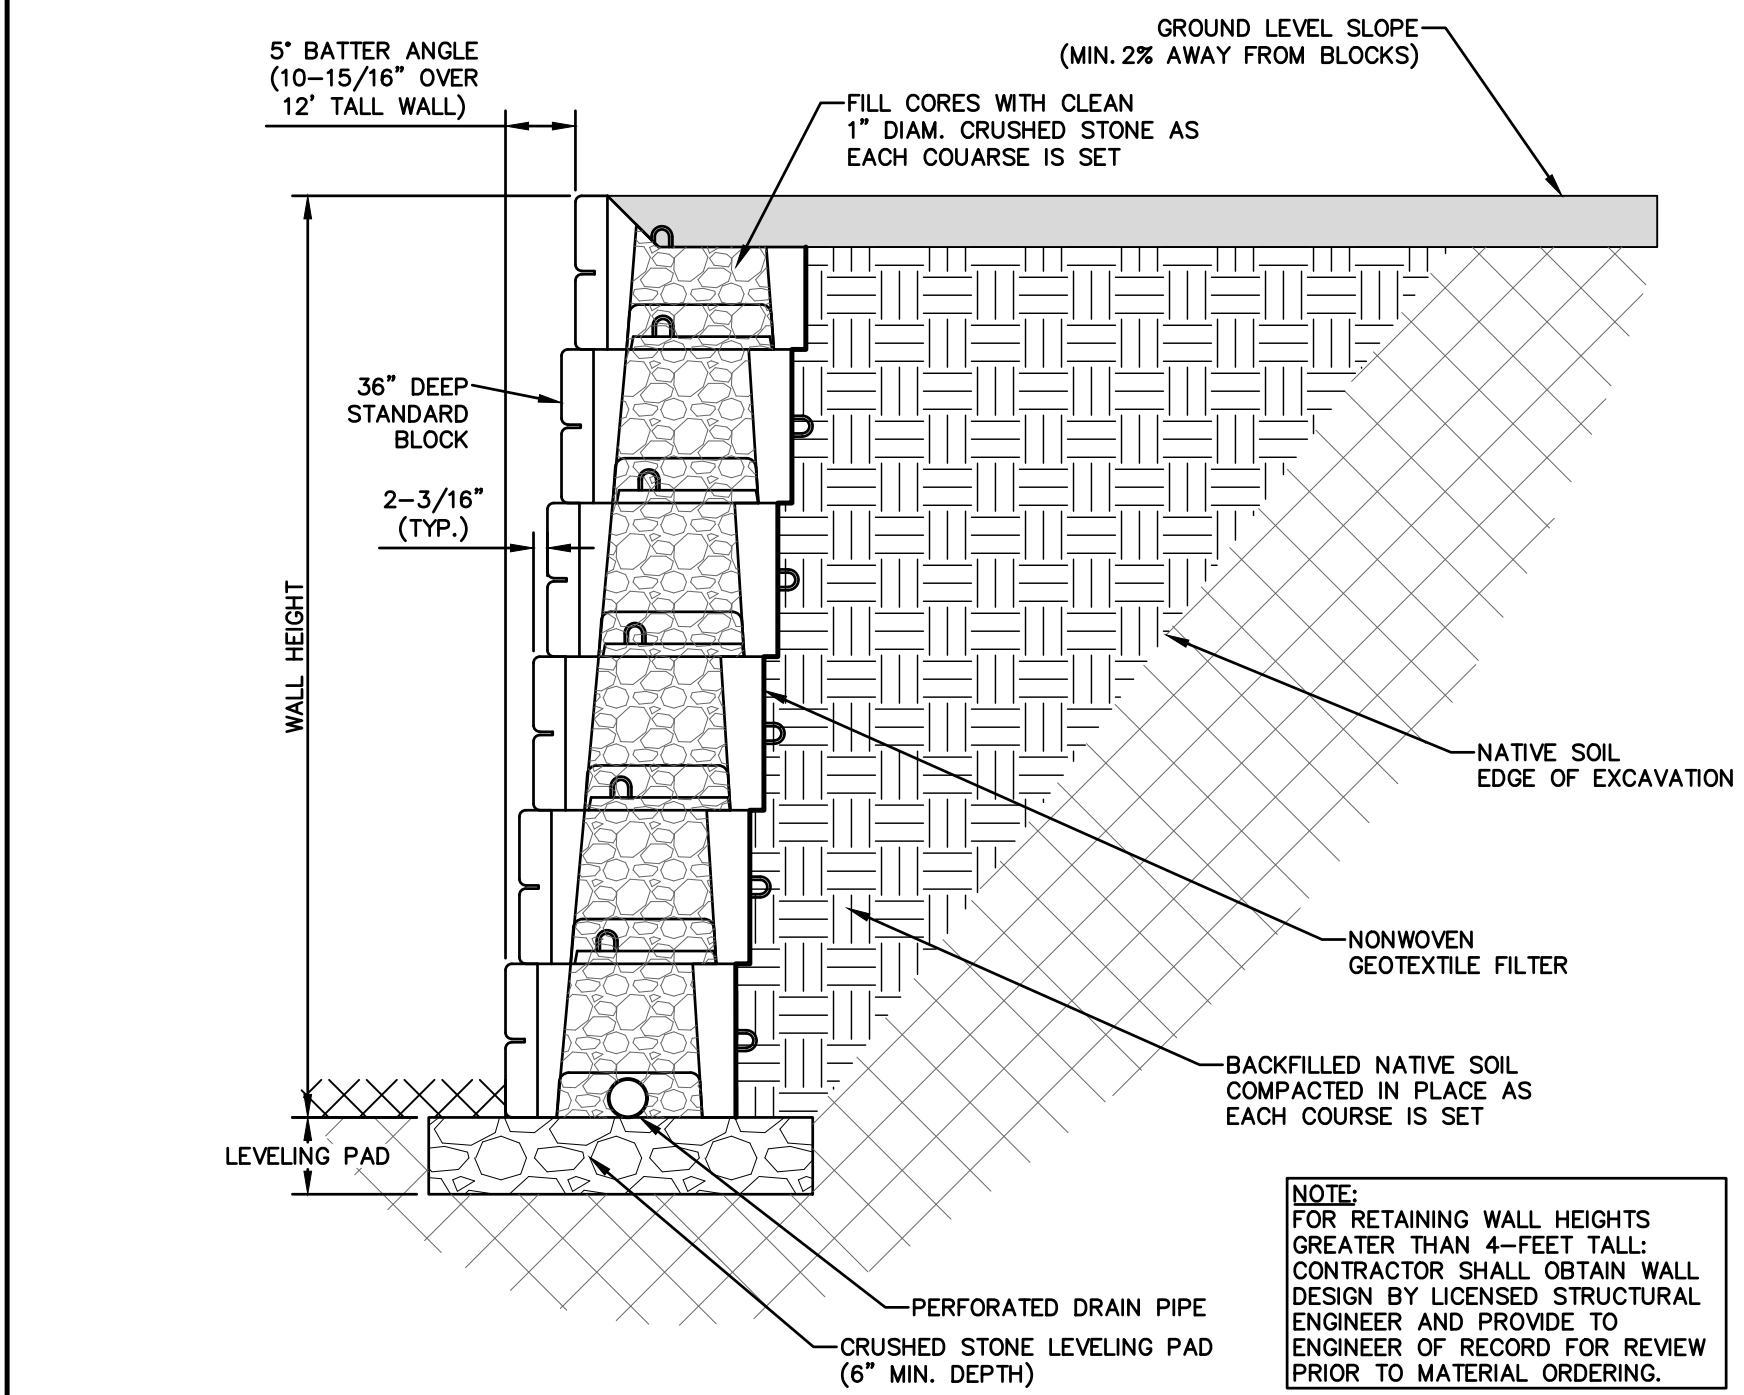 GROUND LEVEL SLOPE
(MIN. 2% AWAY FROM BLOCKS)
5° BATTER ANGLE
(10-15/16" OVER
12' TALL WALL)
FILL CORES WITH CLEAN
1" DIAM. CRUSHED STONE AS
EACH COUARSE IS SET
36" DEEP
STANDARD
BLOCK
2-3/16"
(TYP.)
WALL HEIGHT
NATIVE SOIL
EDGE OF EXCAVATION
NONWOVEN
GEOTEXTILE FILTER
BACKFILLED NATIVE SOIL
COMPACTED IN PLACE AS
EACH COURSE IS SET
LEVELING PAD
PERFORATED DRAIN PIPE
CRUSHED STONE LEVELING PAD
(6" MIN. DEPTH)
NOTE:
FOR RETAINING WALL HEIGHTS
GREATER THAN 4-FEET TALL:
CONTRACTOR SHALL OBTAIN WALL
DESIGN BY LICENSED STRUCTURAL
ENGINEER AND PROVIDE TO
ENGINEER OF RECORD FOR REVIEW
PRIOR TO MATERIAL ORDERING.